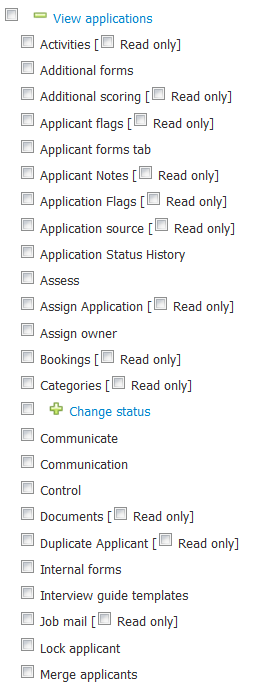 View applications
Activities [ Read only]
Additional forms
Additional scoring [ Read only]
Applicant flags [ Read only]
Applicant forms tab
Applicant Notes [ Read only]
Application Flags [ Read only]
Application source [ Read only]
Application Status History
Assess
Assign Application [ Read only]
Assign owner
Bookings [ Read only]
Categories [ Read only]
Change status
Communicate
Communication
Control
Documents [ Read only]
Duplicate Applicant [ Read only]
Internal forms
Interview guide templates
Job mail [ Read only]
Lock applicant
Merge applicants